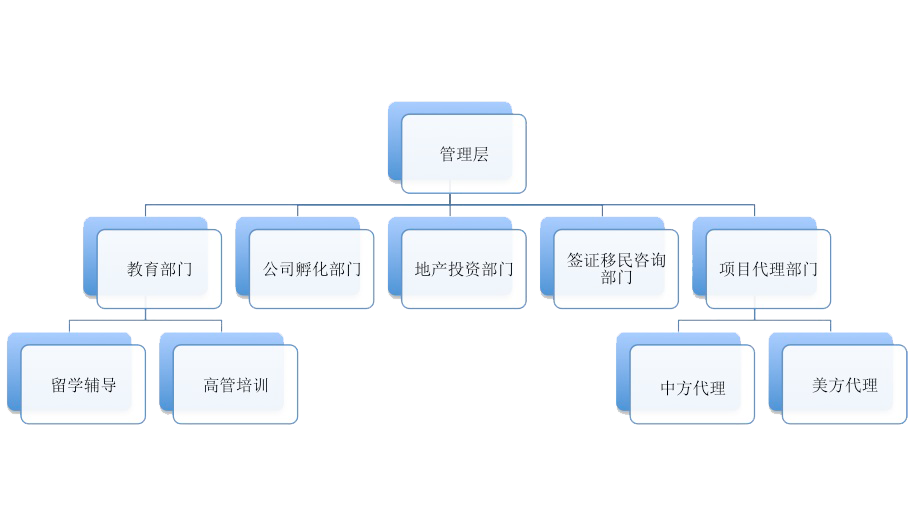 管理层
教育部门
公司孵化部门
地产投资部门
签证移民咨询
部门
项目代理部门
留学辅导
高管培训
中方代理
美方代理